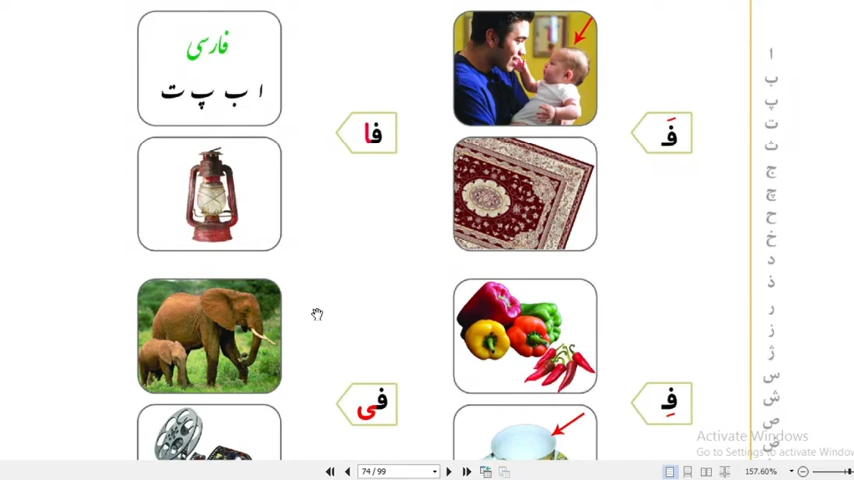 فارسی
ا ب پ ت
فَـ
فا
فِـ
فی
ا
ب
پ
ت
ث
ج
چ
ح
خ
د
ذ
ر
ز
ژ
س
ش
ص
ض
Activate Windows
Go to Settings to activate Windows
74 / 99
157.60%